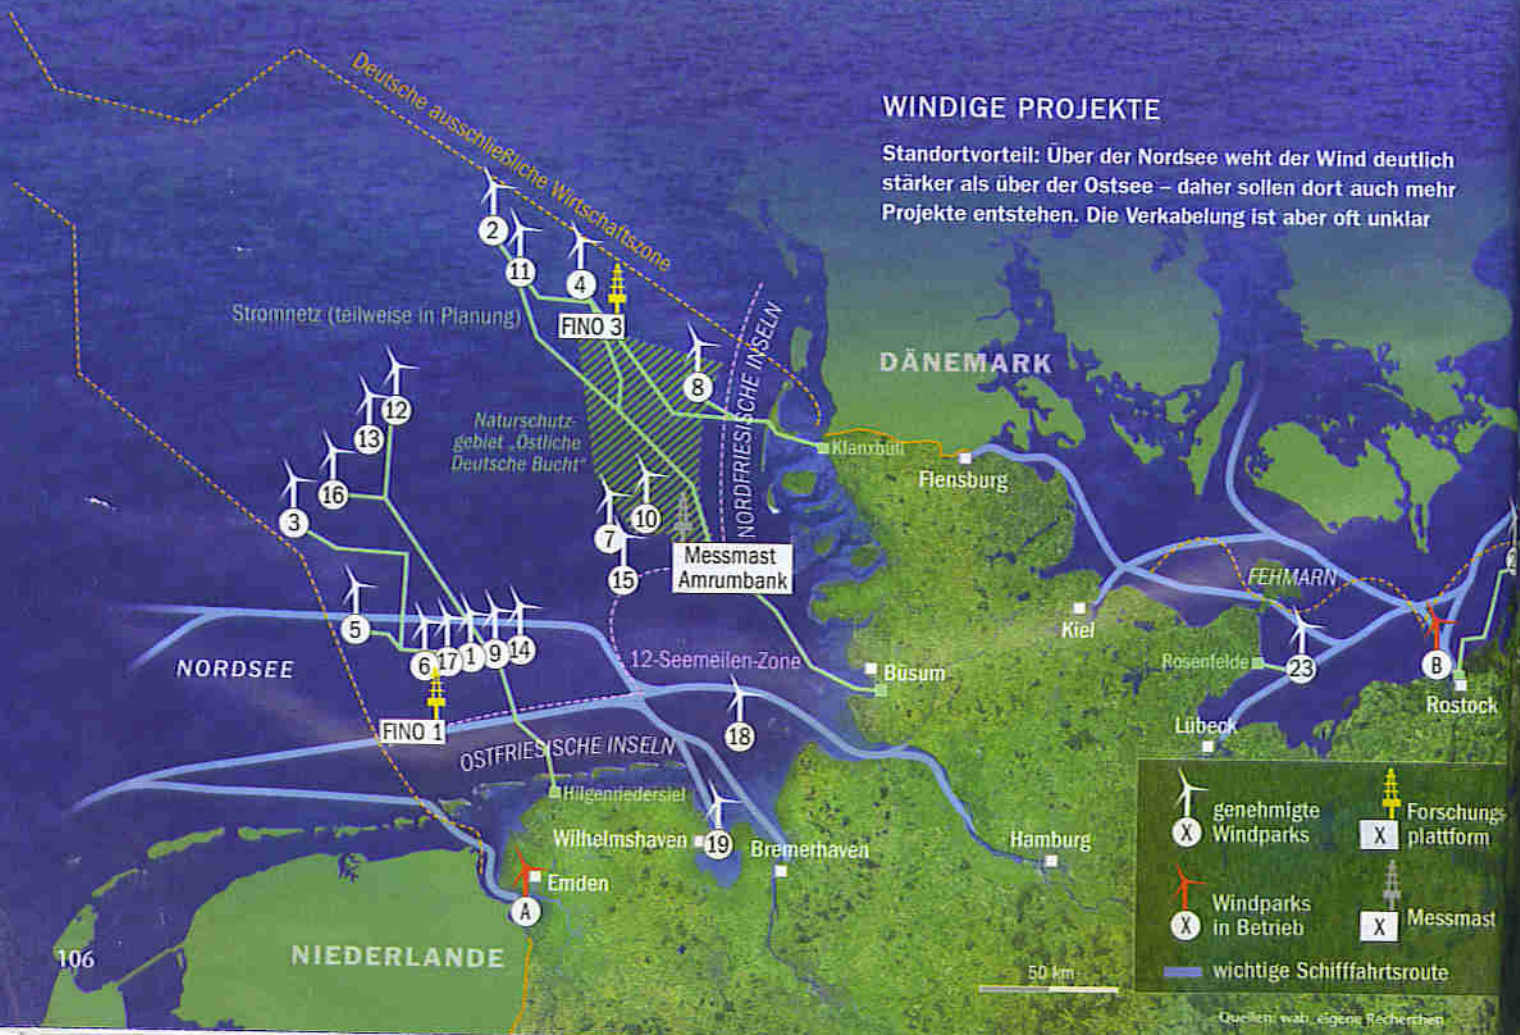 Deutsche ausschließliche Wirtschaftszone
WINDIGE PROJEKTE
Standortvorteil: Über der Nordsee weht der Wind deutlich
stärker als über der Ostsee – daher sollen dort auch mehr
Projekte entstehen. Die Verkabelung ist aber oft unklar
2
11
4
Stromnetz (teilweise in Planung)
FINO 3
DÄNEMARK
NORDFRIESISCHE INSELN
8
12
13
Naturschutz-
gebiet „Östliche
Deutsche Bucht“
Klanxbüll
Flensburg
16
3
10
7
15
Messmast
Amrumbank
FEHMARN
5
Kiel
6
17
1
9
14
NORDSEE
12-Seemeilen-Zone
Büsum
Rosenfelde
23
B
Rostock
FINO 1
18
Lübeck
OSTFRIESISCHE INSELN
Hilgenriedersiel
Wilhelmshaven
19
Bremerhaven
Hamburg
Emden
A
NIEDERLANDE
106
50 km
X
genehmigte
Windparks
X
Forschungs-
plattform
X
Windparks
in Betrieb
X
Messmast
wichtige Schifffahrtsroute
Quellen: wab, eigene Recherchen